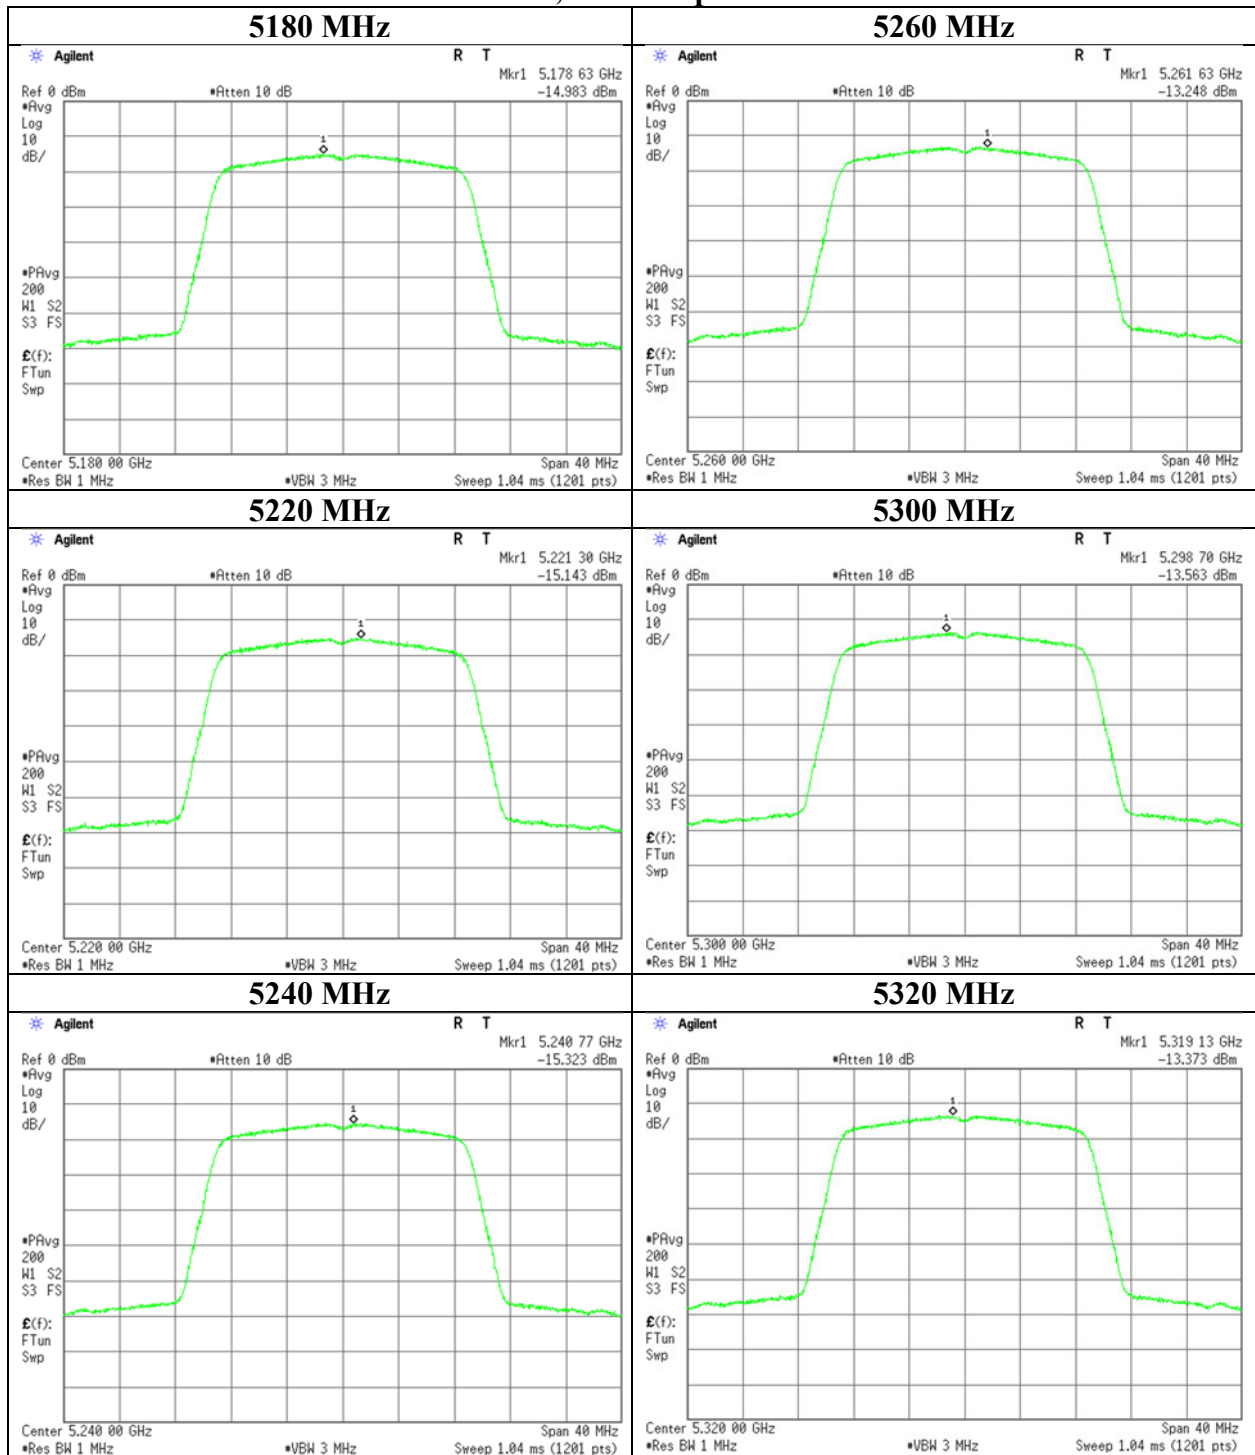 5180 MHz
Agilent R T
Mkr1 5.178 63 GHz
Ref 0 dBm *Atten 10 dB -14.983 dBm
*Avg
Log
10
dB/
1
*PAvg
200
W1 S2
S3 FS
£(f):
FTun
Swp
Center 5.180 00 GHz Span 40 MHz
*Res BW 1 MHz *VBW 3 MHz Sweep 1.04 ms (1201 pts)
5260 MHz
Agilent R T
Mkr1 5.261 63 GHz
Ref 0 dBm *Atten 10 dB -13.248 dBm
*Avg
Log
10
dB/
1
*PAvg
200
W1 S2
S3 FS
£(f):
FTun
Swp
Center 5.260 00 GHz Span 40 MHz
*Res BW 1 MHz *VBW 3 MHz Sweep 1.04 ms (1201 pts)
5220 MHz
Agilent R T
Mkr1 5.221 30 GHz
Ref 0 dBm *Atten 10 dB -15.143 dBm
*Avg
Log
10
dB/
1
*PAvg
200
W1 S2
S3 FS
£(f):
FTun
Swp
Center 5.220 00 GHz Span 40 MHz
*Res BW 1 MHz *VBW 3 MHz Sweep 1.04 ms (1201 pts)
5300 MHz
Agilent R T
Mkr1 5.298 70 GHz
Ref 0 dBm *Atten 10 dB -13.563 dBm
*Avg
Log
10
dB/
1
*PAvg
200
W1 S2
S3 FS
£(f):
FTun
Swp
Center 5.300 00 GHz Span 40 MHz
*Res BW 1 MHz *VBW 3 MHz Sweep 1.04 ms (1201 pts)
5240 MHz
Agilent R T
Mkr1 5.240 77 GHz
Ref 0 dBm *Atten 10 dB -15.323 dBm
*Avg
Log
10
dB/
1
*PAvg
200
W1 S2
S3 FS
£(f):
FTun
Swp
Center 5.240 00 GHz Span 40 MHz
*Res BW 1 MHz *VBW 3 MHz Sweep 1.04 ms (1201 pts)
5320 MHz
Agilent R T
Mkr1 5.319 13 GHz
Ref 0 dBm *Atten 10 dB -13.373 dBm
*Avg
Log
10
dB/
1
*PAvg
200
W1 S2
S3 FS
£(f):
FTun
Swp
Center 5.320 00 GHz Span 40 MHz
*Res BW 1 MHz *VBW 3 MHz Sweep 1.04 ms (1201 pts)